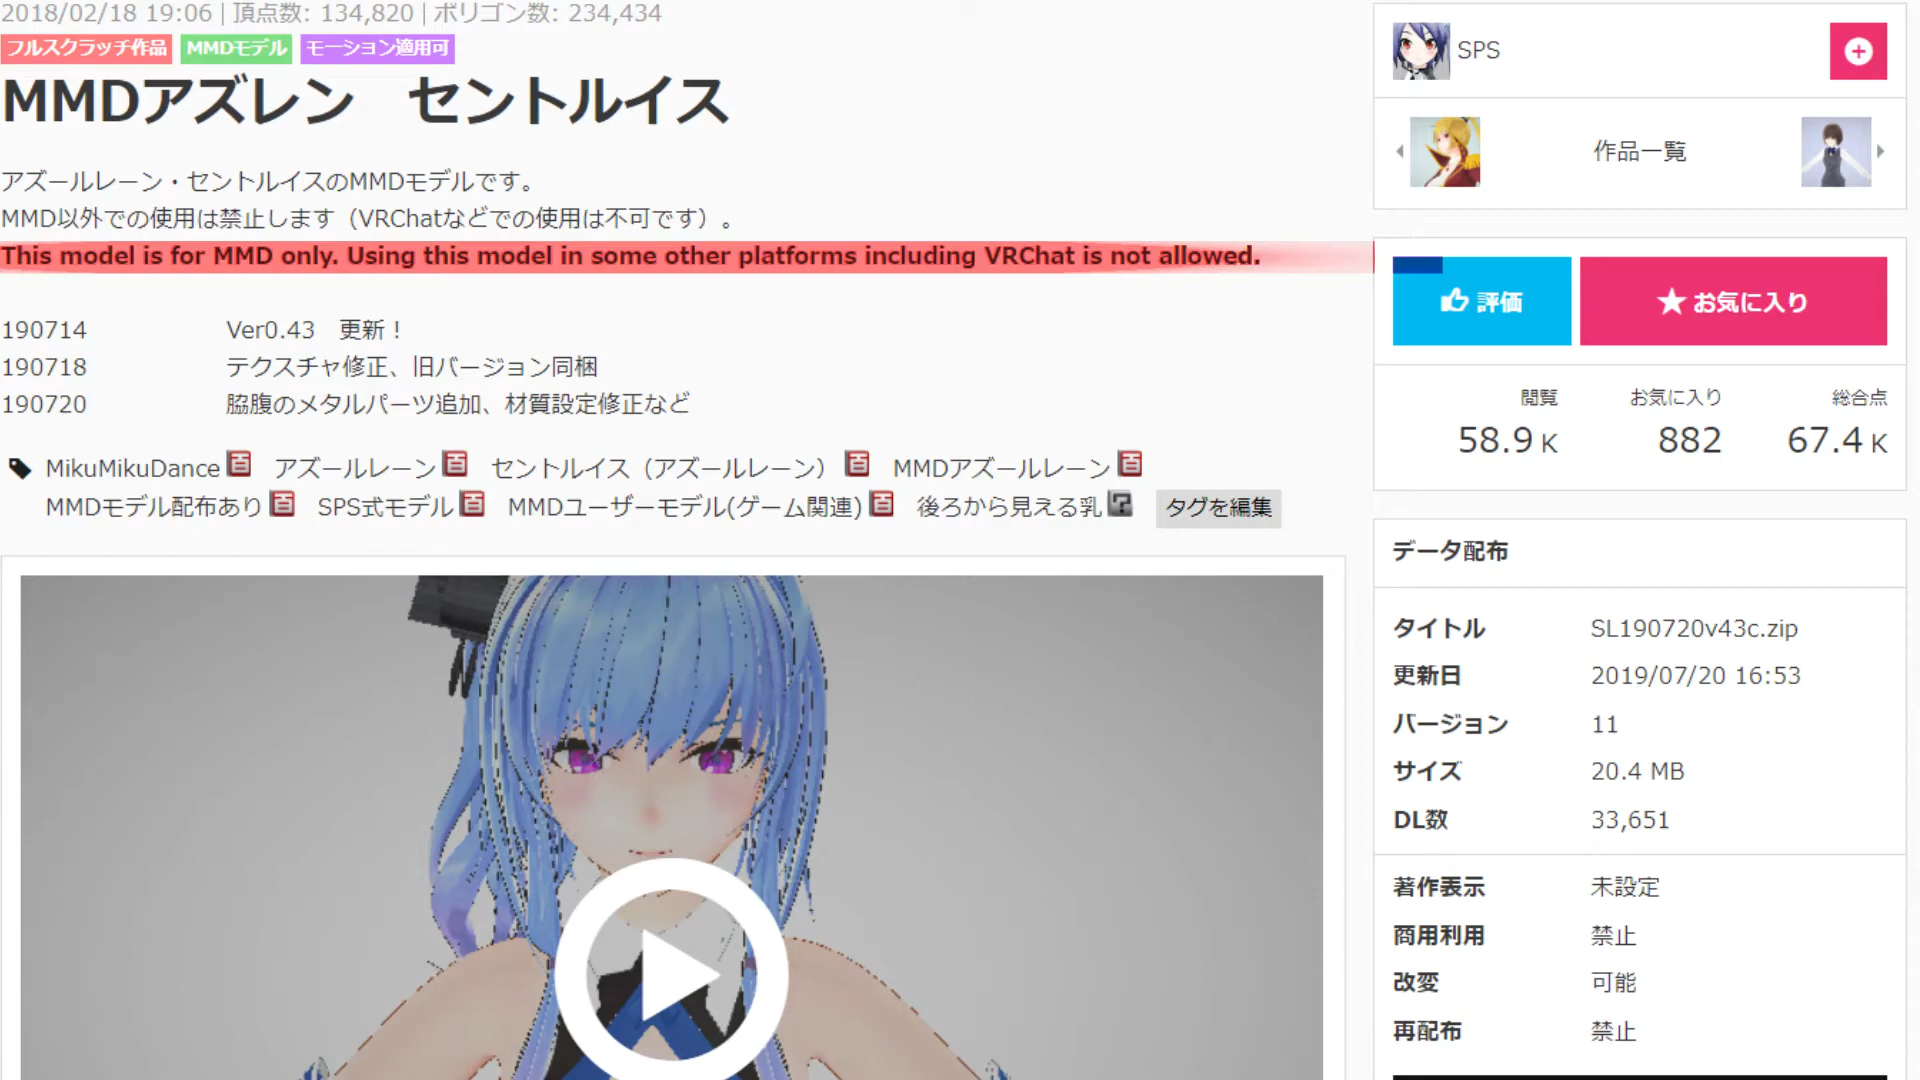 2018/02/18 19:06 | 頂点数: 134,820 | ポリゴン数: 234,434
フルスクラッチ作品 MMDモデル モーション適用可
MMDアズレン　セントルイス
アズールレーン・セントルイスのMMDモデルです。
MMD以外での使用は禁止します（VRChatなどでの使用は不可です）。
This model is for MMD only. Using this model in some other platforms including VRChat is not allowed.
190714 Ver0.43　更新！
190718 テクスチャ修正、旧バージョン同梱
190720 脇腹のメタルパーツ追加、材質設定修正など
MikuMikuDance 百 アズールレーン 百 セントルイス（アズールレーン） 百 MMDアズールレーン 百
MMDモデル配布あり 百 SPS式モデル 百 MMDユーザーモデル(ゲーム関連) 百 後ろから見える乳 ? タグを編集
SPS
作品一覧
評価 お気に入り
閲覧 お気に入り 総合点
58.9 K 882 67.4 K
データ配布
タイトル SL190720v43c.zip
更新日 2019/07/20 16:53
バージョン 11
サイズ 20.4 MB
DL数 33,651
著作表示 未設定
商用利用 禁止
改変 可能
再配布 禁止